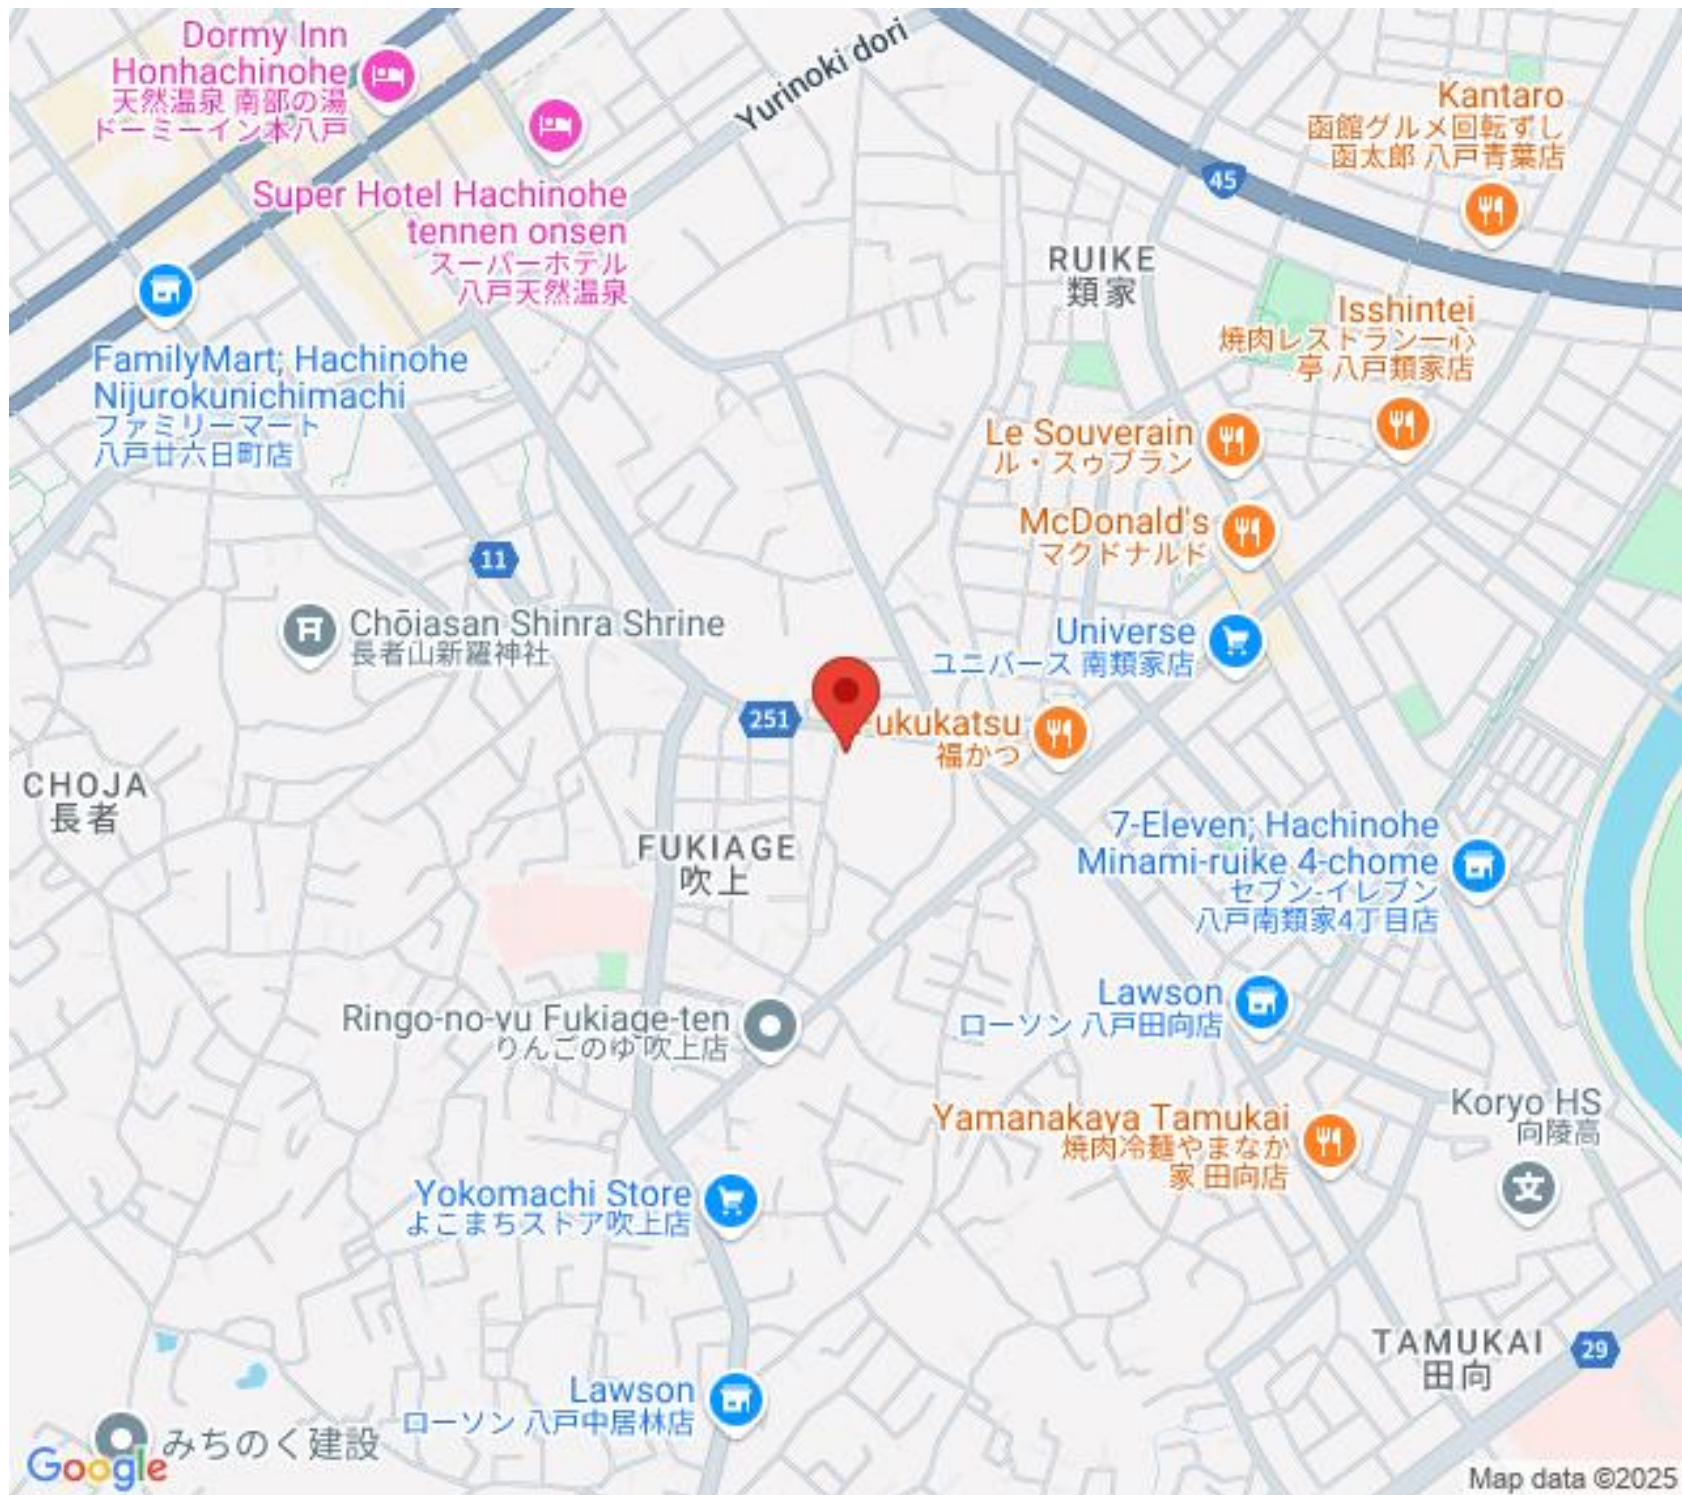 Dormy Inn
Honhachinohe
天然温泉 南部の湯
ドーミーイン本八戸
Yurinoki dori
Super Hotel Hachinohe
tennen onsen
スーパーホテル
八戸天然温泉
45
Kantaro
函館グルメ回転ずし
函太郎 八戸青葉店
RUIKE
類家
FamilyMart; Hachinohe
Nijurokunichimachi
ファミリーマート
八戸廿六日町店
Isshintei
焼肉レストラン一心
亭 八戸類家店
Le Souverain
ル・スゥブラン
McDonald's
マクドナルド
11
Chōjasan Shinra Shrine
長者山新羅神社
Universe
ユニバース 南類家店
251
ukukatsu
福かつ
CHOJA
長者
FUKIAGE
吹上
7-Eleven; Hachinohe
Minami-ruike 4-chome
セブン-イレブン
八戸南類家4丁目店
Ringo-no-yu Fukiage-ten
りんごのゆ 吹上店
Lawson
ローソン 八戸田向店
Yamanakaya Tamukai
焼肉冷麺やまなか
家 田向店
Koryo HS
向陵高
文
Yokomachi Store
よこまちストア吹上店
TAMUKAI
田向
29
Lawson
ローソン 八戸中居林店
みちのく建設
Google
Map data ©2025